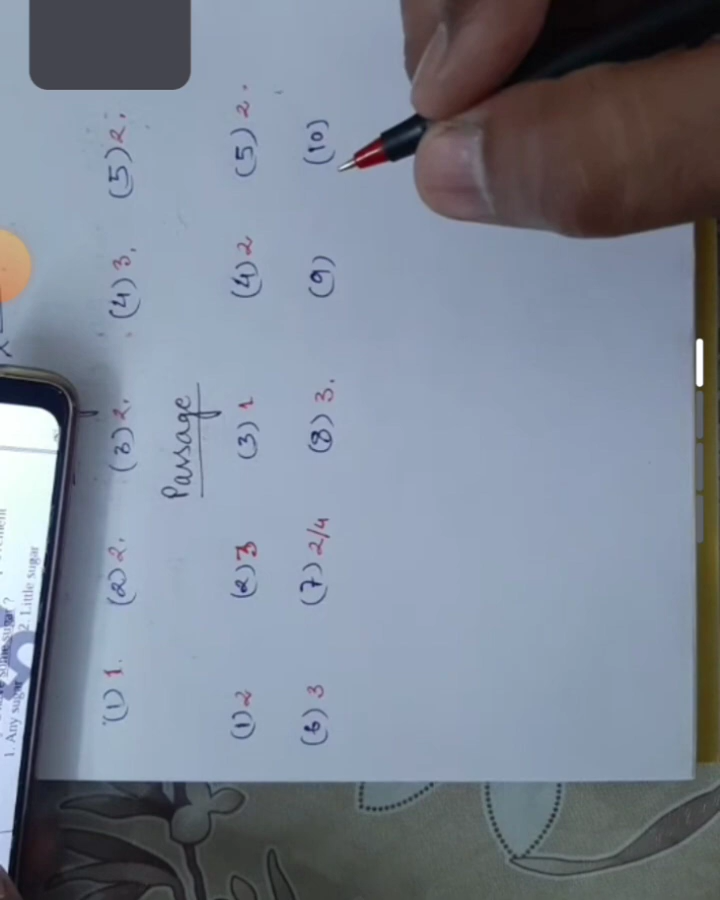 1. Any sugar 2. Little sugar
(1) 1. (2) 2. (3) 2. (4) 3. (5) 2.
Passage
(1) 2 (2) 3 (3) 1 (4) 2 (5) 2.
(6) 3 (7) 2/4 (8) 3. (9) (10)